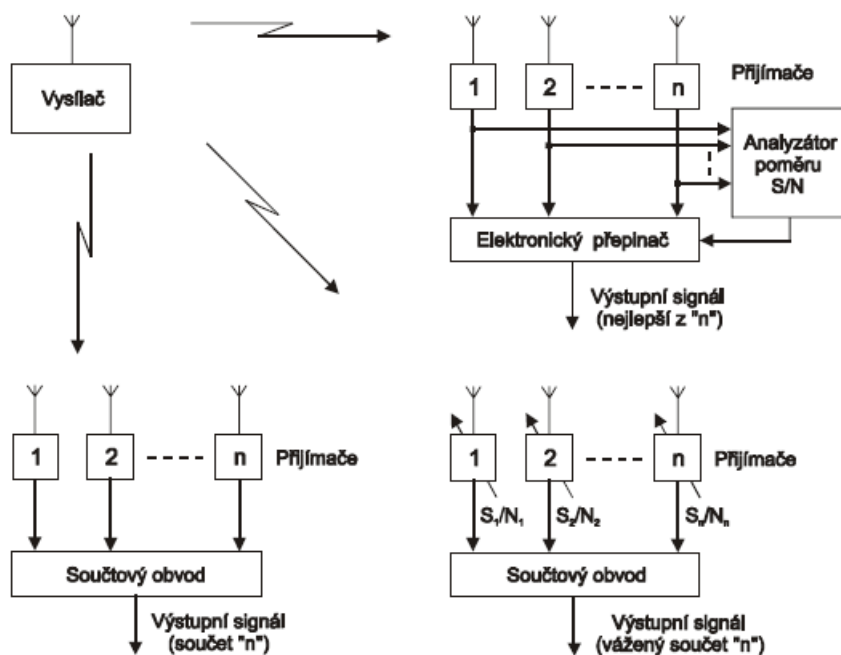 Vysílač
1
2
n
Přijímače
Analyzátor
poměru
S/N
Elektronický přepínač
Výstupní signál
(nejlepší z "n")
1
2
n
Přijímače
Součtový obvod
Výstupní signál
(součet "n")
1
2
n
Přijímače
S₁/N₁
S₂/N₂
Sₙ/Nₙ
Součtový obvod
Výstupní signál
(vážený součet "n")